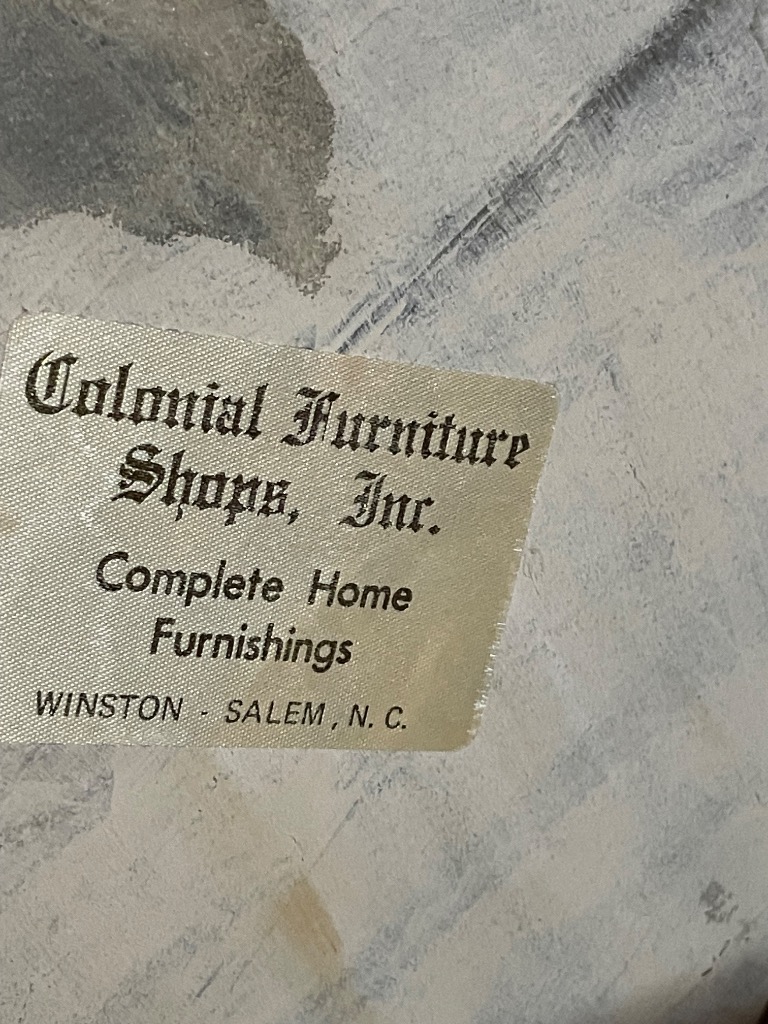 Colonial Furniture
Shops, Inc.
Complete Home
Furnishings
WINSTON - SALEM, N. C.